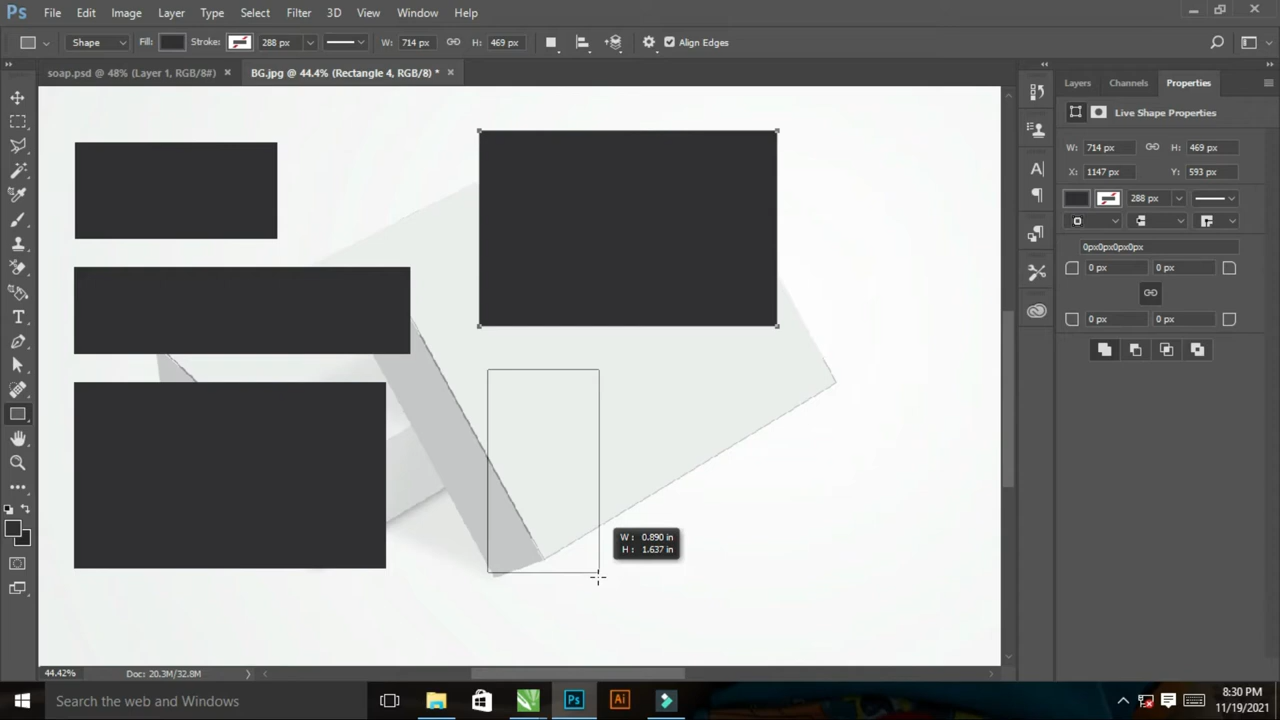 Ps File Edit Image Layer Type Select Filter 3D View Window Help
Shape Fill: Stroke: 288 px W: 714 px H: 469 px Align Edges
soap.psd @ 48% (Layer 1, RGB/8#) × BG.jpg @ 44.4% (Rectangle 4, RGB/8) * ×
Layers Channels Properties
Live Shape Properties
W: 714 px H: 469 px
X: 1147 px Y: 593 px
288 px
0px0px0px0px
0 px 0 px
0 px 0 px
W: 0.890 in
H: 1.637 in
44.42% Doc: 20.3M/32.8M
Search the web and Windows
Ps
Ai
8:30 PM
11/19/2021